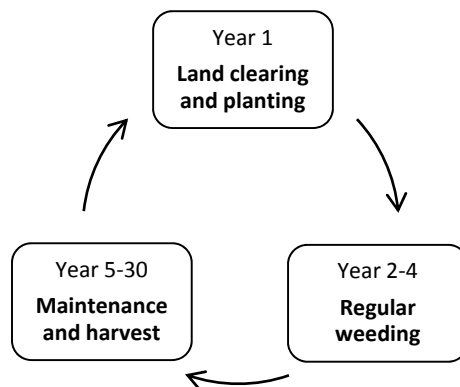 Year 1
Land clearing
and planting
Year 2-4
Regular
weeding
Year 5-30
Maintenance
and harvest